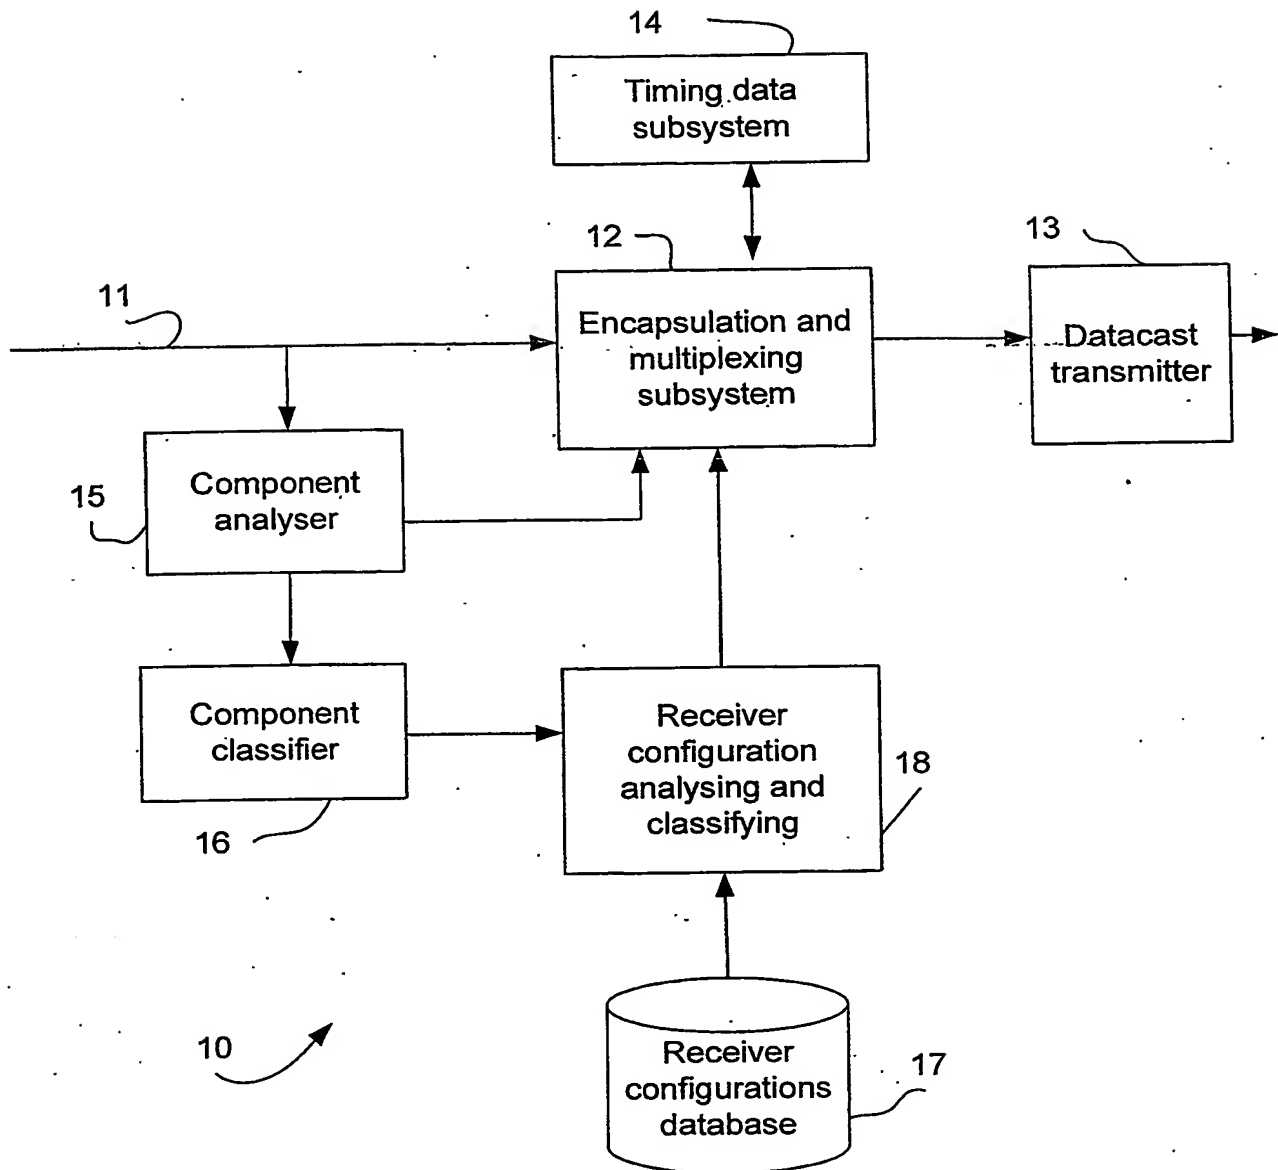 14
Timing data
subsystem
12
13
11
Encapsulation and
multiplexing
subsystem
Datacast
transmitter
15
Component
analyser
Component
classifier
Receiver
configuration
analysing and
classifying
18
16
10
Receiver
configurations
database
17